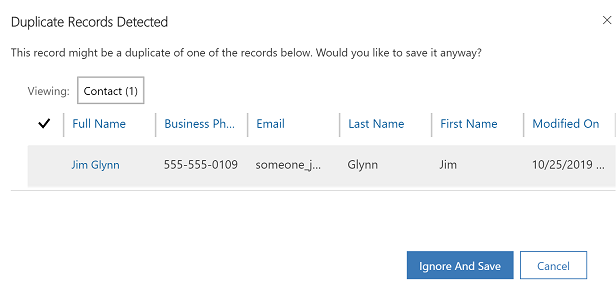 Duplicate Records Detected
This record might be a duplicate of one of the records below. Would you like to save it anyway?
Viewing: Contact (1)
Full Name Business Ph... Email Last Name First Name Modified On
Jim Glynn 555-555-0109 someone_j... Glynn Jim 10/25/2019 ...
Ignore And Save Cancel